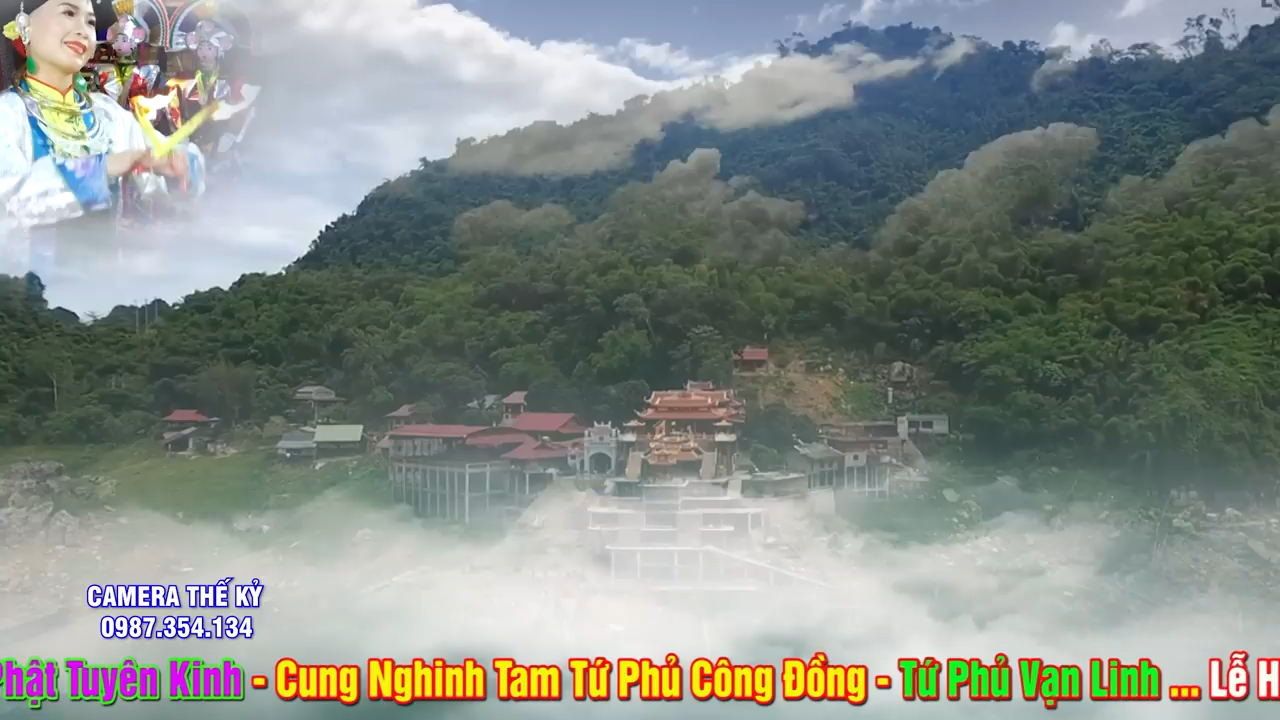 CAMERA THẾ KỶ
0987.354.134
Phật Tuyên Kinh - Cung Nghinh Tam Tứ Phủ Công Đồng - Tứ Phủ Vạn Linh ... Lễ H